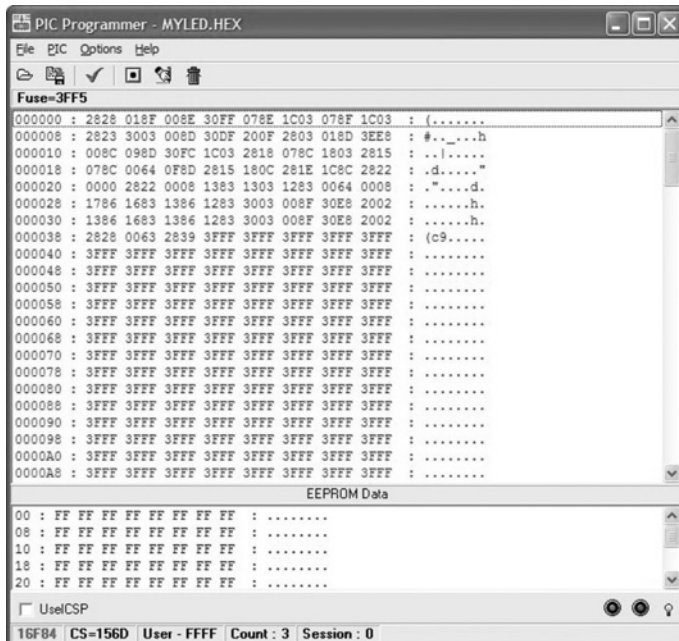 PIC Programmer - MYLED.HEX
File PIC Options Help
Fuse=3FF5
000000 : 2828 018F 008E 30FF 078E 1C03 078F 1C03 : (.......
000008 : 2823 3003 008D 30DF 200F 2803 018D 3EE8 : #.._...h
000010 : 008C 098D 30FC 1C03 2818 078C 1803 2815 : ..|.....
000018 : 078C 0064 0F8D 2815 180C 281E 1C8C 2822 : .d....."
000020 : 0000 2822 0008 1383 1303 1283 0064 0008 : ."....d.
000028 : 1786 1683 1386 1283 3003 008F 30E8 2002 : ......h.
000030 : 1386 1683 1386 1283 3003 008F 30E8 2002 : ......h.
000038 : 2828 0063 2839 3FFF 3FFF 3FFF 3FFF 3FFF : (c9.....
000040 : 3FFF 3FFF 3FFF 3FFF 3FFF 3FFF 3FFF 3FFF : ........
000048 : 3FFF 3FFF 3FFF 3FFF 3FFF 3FFF 3FFF 3FFF : ........
000050 : 3FFF 3FFF 3FFF 3FFF 3FFF 3FFF 3FFF 3FFF : ........
000058 : 3FFF 3FFF 3FFF 3FFF 3FFF 3FFF 3FFF 3FFF : ........
000060 : 3FFF 3FFF 3FFF 3FFF 3FFF 3FFF 3FFF 3FFF : ........
000068 : 3FFF 3FFF 3FFF 3FFF 3FFF 3FFF 3FFF 3FFF : ........
000070 : 3FFF 3FFF 3FFF 3FFF 3FFF 3FFF 3FFF 3FFF : ........
000078 : 3FFF 3FFF 3FFF 3FFF 3FFF 3FFF 3FFF 3FFF : ........
000080 : 3FFF 3FFF 3FFF 3FFF 3FFF 3FFF 3FFF 3FFF : ........
000088 : 3FFF 3FFF 3FFF 3FFF 3FFF 3FFF 3FFF 3FFF : ........
000090 : 3FFF 3FFF 3FFF 3FFF 3FFF 3FFF 3FFF 3FFF : ........
000098 : 3FFF 3FFF 3FFF 3FFF 3FFF 3FFF 3FFF 3FFF : ........
0000A0 : 3FFF 3FFF 3FFF 3FFF 3FFF 3FFF 3FFF 3FFF : ........
0000A8 : 3FFF 3FFF 3FFF 3FFF 3FFF 3FFF 3FFF 3FFF : ........
EEPROM Data
00 : FF FF FF FF FF FF FF FF : ........
08 : FF FF FF FF FF FF FF FF : ........
10 : FF FF FF FF FF FF FF FF : ........
18 : FF FF FF FF FF FF FF FF : ........
20 : FF FF FF FF FF FF FF FF : ........
UseICSP
16F84 CS=156D User - FFFF Count : 3 Session : 0